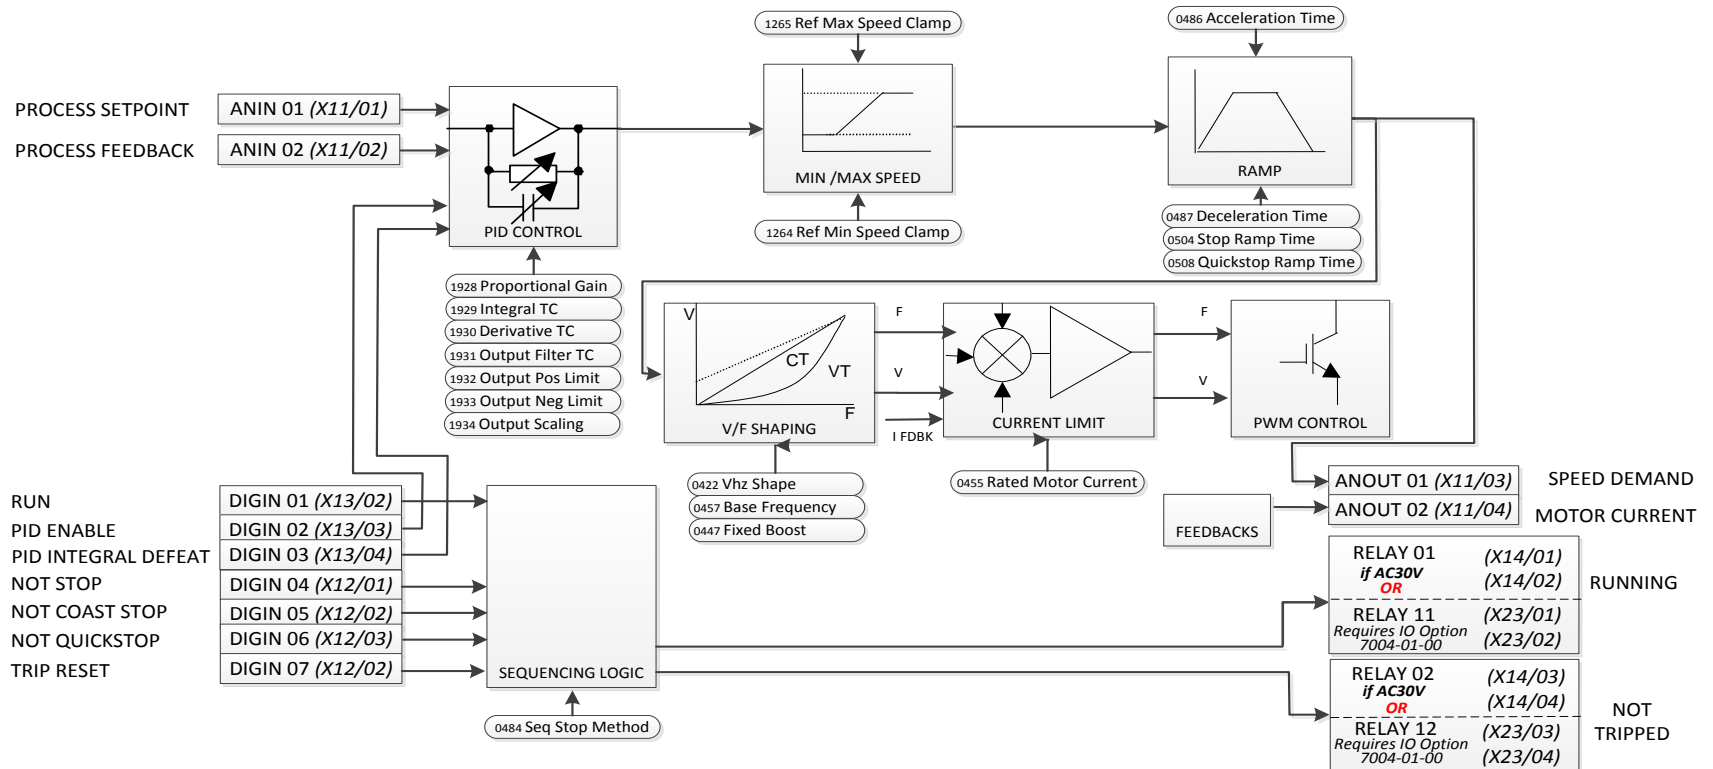 1265 Ref Max Speed Clamp
0486 Acceleration Time
PROCESS SETPOINT
ANIN 01 (X11/01)
PROCESS FEEDBACK
ANIN 02 (X11/02)
PID CONTROL
MIN /MAX SPEED
RAMP
1264 Ref Min Speed Clamp
0487 Deceleration Time
0504 Stop Ramp Time
0508 Quickstop Ramp Time
1928 Proportional Gain
1929 Integral TC
1930 Derivative TC
1931 Output Filter TC
1932 Output Pos Limit
1933 Output Neg Limit
1934 Output Scaling
V
CT
VT
F
V/F SHAPING
F
V
I FDBK
CURRENT LIMIT
F
V
PWM CONTROL
0422 Vhz Shape
0457 Base Frequency
0447 Fixed Boost
0455 Rated Motor Current
RUN
DIGIN 01 (X13/02)
PID ENABLE
DIGIN 02 (X13/03)
PID INTEGRAL DEFEAT
DIGIN 03 (X13/04)
NOT STOP
DIGIN 04 (X12/01)
NOT COAST STOP
DIGIN 05 (X12/02)
NOT QUICKSTOP
DIGIN 06 (X12/03)
TRIP RESET
DIGIN 07 (X12/02)
SEQUENCING LOGIC
0484 Seq Stop Method
FEEDBACKS
ANOUT 01 (X11/03)
SPEED DEMAND
ANOUT 02 (X11/04)
MOTOR CURRENT
RELAY 01 (X14/01)
if AC30V (X14/02)
OR
RUNNING
RELAY 11 (X23/01)
Requires IO Option (X23/02)
7004-01-00
RELAY 02 (X14/03)
if AC30V (X14/04)
OR
NOT
TRIPPED
RELAY 12 (X23/03)
Requires IO Option
7004-01-00 (X23/04)